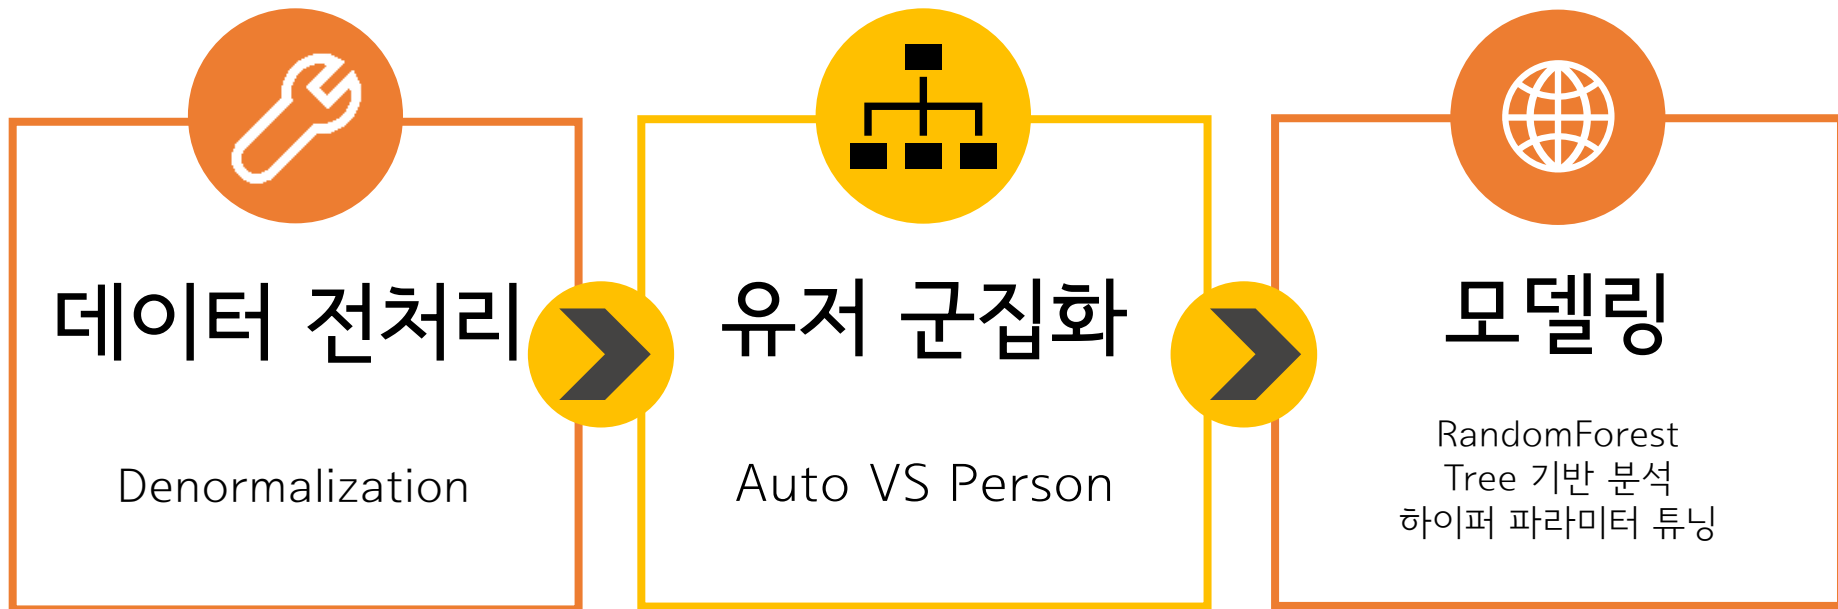 데이터 전처리
Denormalization
유저 군집화
Auto VS Person
모델링
RandomForest
Tree 기반 분석
하이퍼 파라미터 튜닝